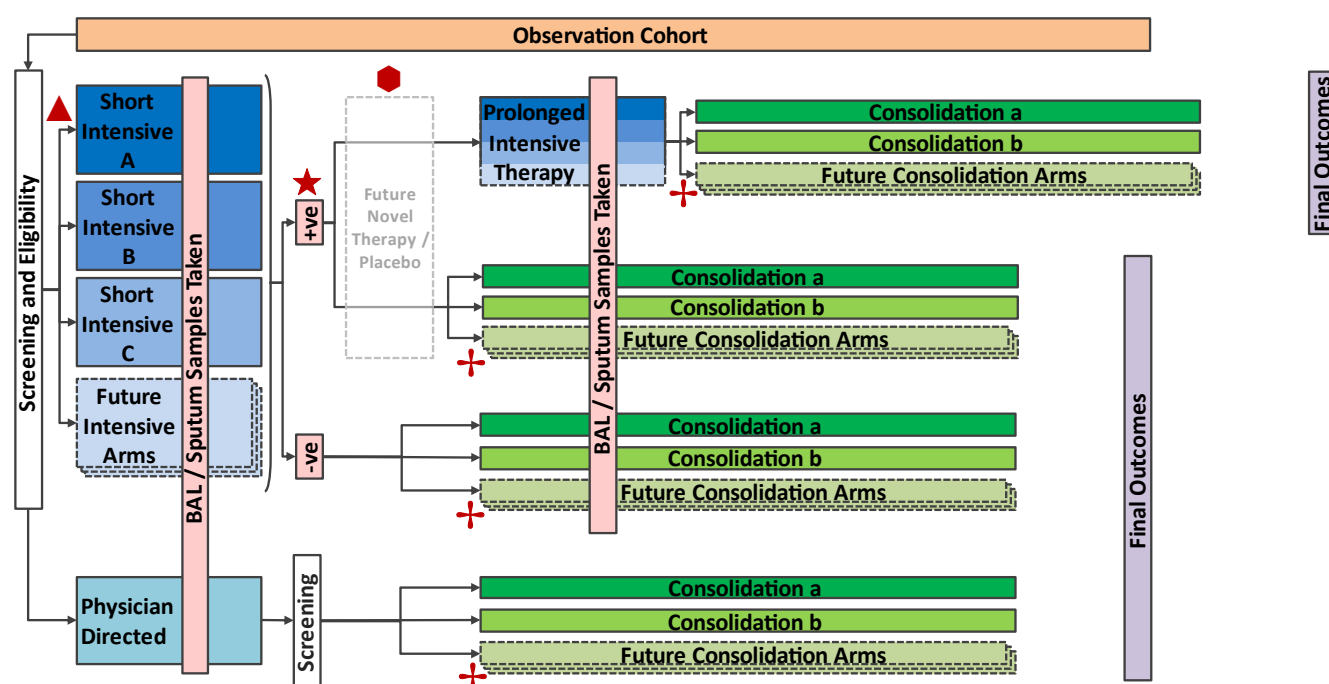 Observation Cohort
Screening and Eligibility
Short
Intensive
A
Short
Intensive
B
Short
Intensive
C
Future
Intensive
Arms
BAL / Sputum Samples Taken
+ve
-ve
Future
Novel
Therapy /
Placebo
Prolonged
Intensive
Therapy
BAL / Sputum Samples Taken
Consolidation a
Consolidation b
Future Consolidation Arms
Consolidation a
Consolidation b
Future Consolidation Arms
Consolidation a
Consolidation b
Future Consolidation Arms
Physician
Directed
Screening
Consolidation a
Consolidation b
Future Consolidation Arms
Final Outcomes
Final Outcomes